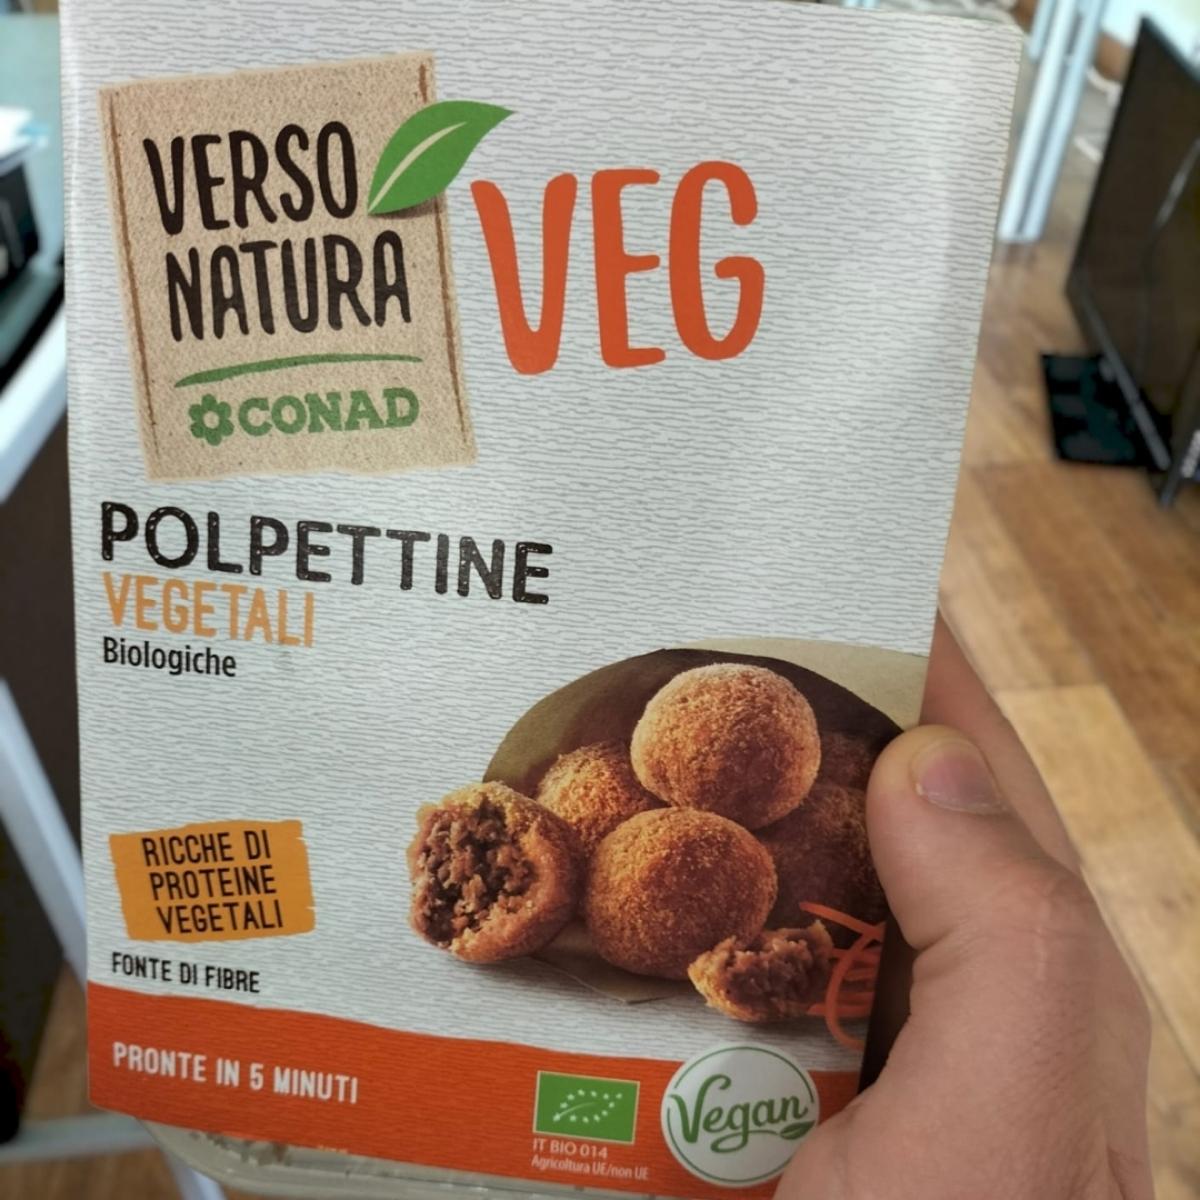 VERSO
NATURA
CONAD
VEG
POLPETTINE
VEGETALI
Biologiche
RICCHE DI
PROTEINE
VEGETALI
FONTE DI FIBRE
PRONTE IN 5 MINUTI
IT BIO 014
Agricoltura UE/non UE
Vegan